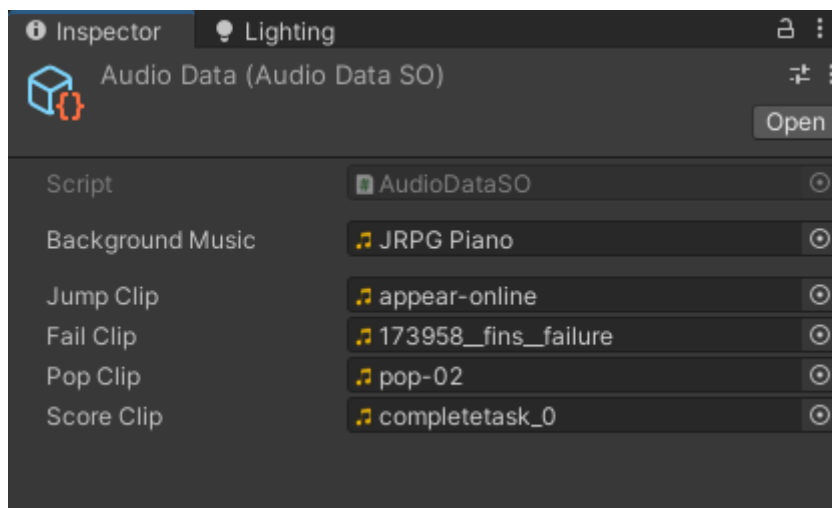 Inspector Lighting
Audio Data (Audio Data SO)
Open
Script AudioDataSO
Background Music JRPG Piano
Jump Clip appear-online
Fail Clip 173958__fins__failure
Pop Clip pop-02
Score Clip completetask_0